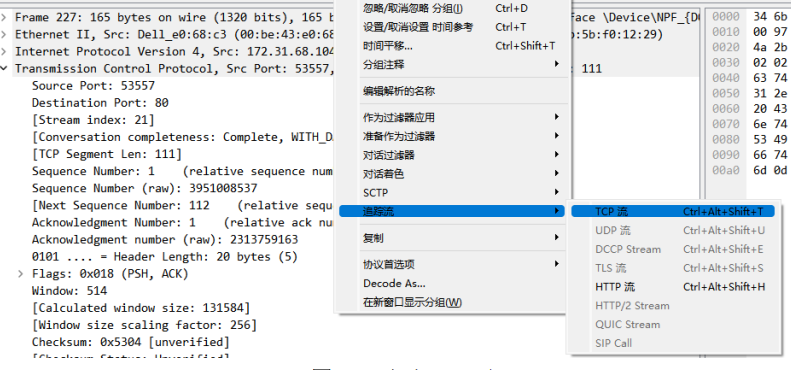 Frame 227: 165 bytes on wire (1320 bits), 165 b
Ethernet II, Src: Dell_e0:68:c3 (00:be:43:e0:68
Internet Protocol Version 4, Src: 172.31.68.104
Transmission Control Protocol, Src Port: 53557,
Source Port: 53557
Destination Port: 80
[Stream index: 21]
[Conversation completeness: Complete, WITH_D
[TCP Segment Len: 111]
Sequence Number: 1 (relative sequence num
Sequence Number (raw): 3951008537
[Next Sequence Number: 112 (relative sequ
Acknowledgment Number: 1 (relative ack nu
Acknowledgment number (raw): 2313759163
0101 .... = Header Length: 20 bytes (5)
Flags: 0x018 (PSH, ACK)
Window: 514
[Calculated window size: 131584]
[Window size scaling factor: 256]
Checksum: 0x5304 [unverified]
[Checksum Status: Unverified]
忽略/取消忽略 分组(I) Ctrl+D
设置/取消设置 时间参考 Ctrl+T
时间平移... Ctrl+Shift+T
分组注释
编辑解析的名称
作为过滤器应用
准备作为过滤器
对话过滤器
对话着色
SCTP
追踪流
复制
协议首选项
Decode As...
在新窗口显示分组(W)
TCP 流 Ctrl+Alt+Shift+T
UDP 流 Ctrl+Alt+Shift+U
DCCP Stream Ctrl+Alt+Shift+E
TLS 流 Ctrl+Alt+Shift+S
HTTP 流 Ctrl+Alt+Shift+H
HTTP/2 Stream
QUIC Stream
SIP Call
face \Device\NPF_{D
:5b:f0:12:29)
: 111
0000 34 6b
0010 00 97
0020 4a 2b
0030 02 02
0040 63 74
0050 31 2e
0060 20 43
0070 6e 74
0080 53 49
0090 66 74
00a0 6d 0d